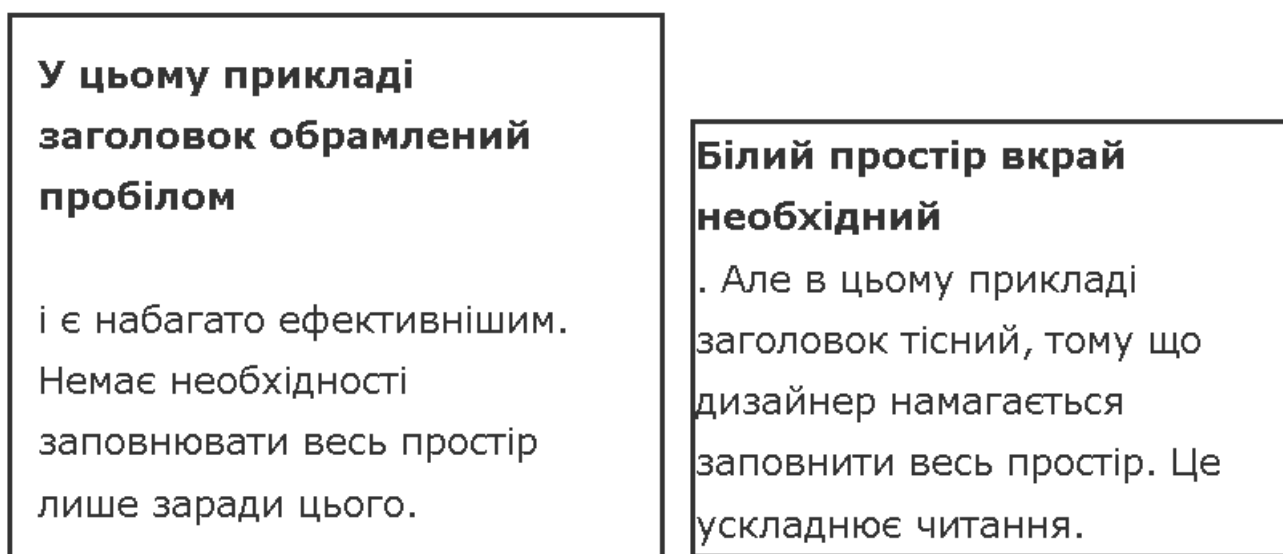 У цьому прикладі
заголовок обрамлений
пробілом
і є набагато ефективнішим.
Немає необхідності
заповнювати весь простір
лише заради цього.
Білий простір вкрай
необхідний
. Але в цьому прикладі
заголовок тісний, тому що
дизайнер намагається
заповнити весь простір. Це
ускладнює читання.